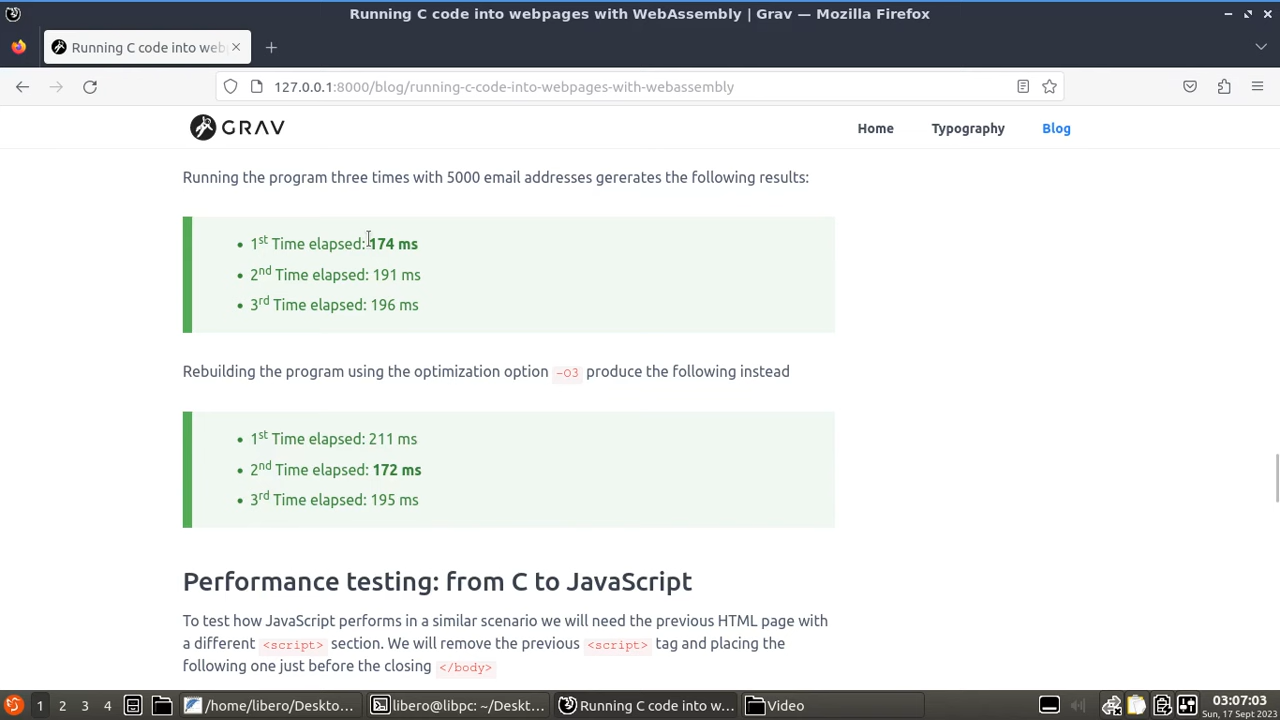 Running C code into webpages with WebAssembly | Grav — Mozilla Firefox
Running C code into web
127.0.0.1:8000/blog/running-c-code-into-webpages-with-webassembly
GRAV
Home Typography Blog
Running the program three times with 5000 email addresses gererates the following results:
• 1st Time elapsed: 174 ms
• 2nd Time elapsed: 191 ms
• 3rd Time elapsed: 196 ms
Rebuilding the program using the optimization option -O3 produce the following instead
• 1st Time elapsed: 211 ms
• 2nd Time elapsed: 172 ms
• 3rd Time elapsed: 195 ms
Performance testing: from C to JavaScript
To test how JavaScript performs in a similar scenario we will need the previous HTML page with
a different <script> section. We will remove the previous <script> tag and placing the
following one just before the closing </body>
1 2 3 4 /home/libero/Deskto... libero@libpc: ~/Deskt... Running C code into w... Video 03:07:03
Sun, 17 Sept 2023